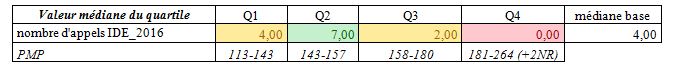 Valeur médiane du quartile Q1 Q2 Q3 Q4 médiane base
nombre d'appels IDE_2016 4,00 7,00 2,00 0,00 4,00
PMP 113-143 143-157 158-180 181-264 (+2NR)